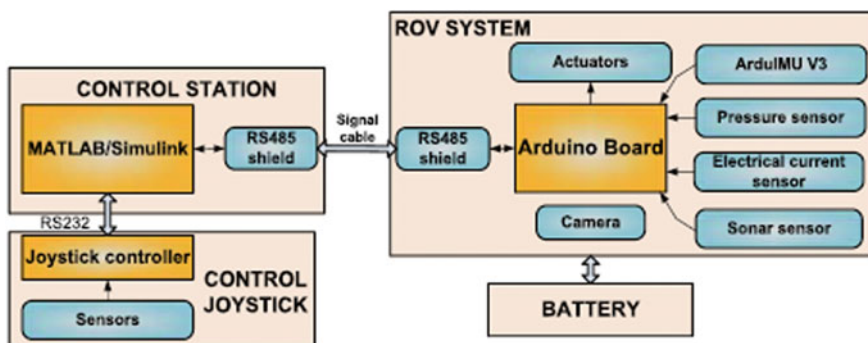 ROV SYSTEM
Actuators
ArduIMU V3
CONTROL STATION
Signal
cable
Pressure sensor
MATLAB/Simulink
RS485
shield
RS485
shield
Arduino Board
Electrical current
sensor
RS232
Camera
Sonar sensor
Joystick controller
CONTROL
JOYSTICK
Sensors
BATTERY